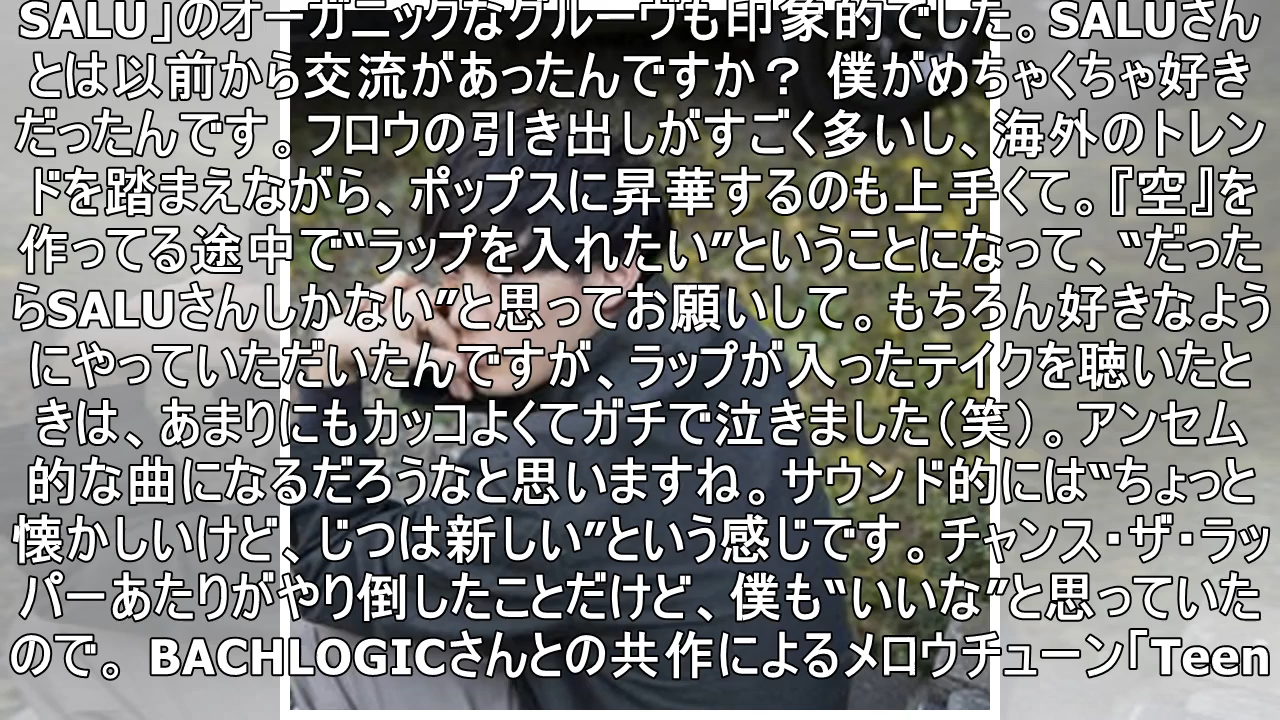 SALU」のオーガニックなグルーヴも印象的でした。SALUさん
とは以前から交流があったんですか？ 僕がめちゃくちゃ好き
だったんです。フロウの引き出しがすごく多いし、海外のトレン
ドを踏まえながら、ポップスに昇華するのも上手くて。『空』を
作ってる途中で“ラップを入れたい”ということになって、“だった
らSALUさんしかない”と思ってお願いして。もちろん好きなよう
にやっていただいたんですが、ラップが入ったテイクを聴いたと
きは、あまりにもカッコよくてガチで泣きました（笑）。アンセム
的な曲になるだろうなと思いますね。サウンド的には“ちょっと
懐かしいけど、じつは新しい”という感じです。チャンス・ザ・ラッ
パーあたりがやり倒したことだけど、僕も“いいな”と思っていた
ので。 BACHLOGICさんとの共作によるメロウチューン「Teen